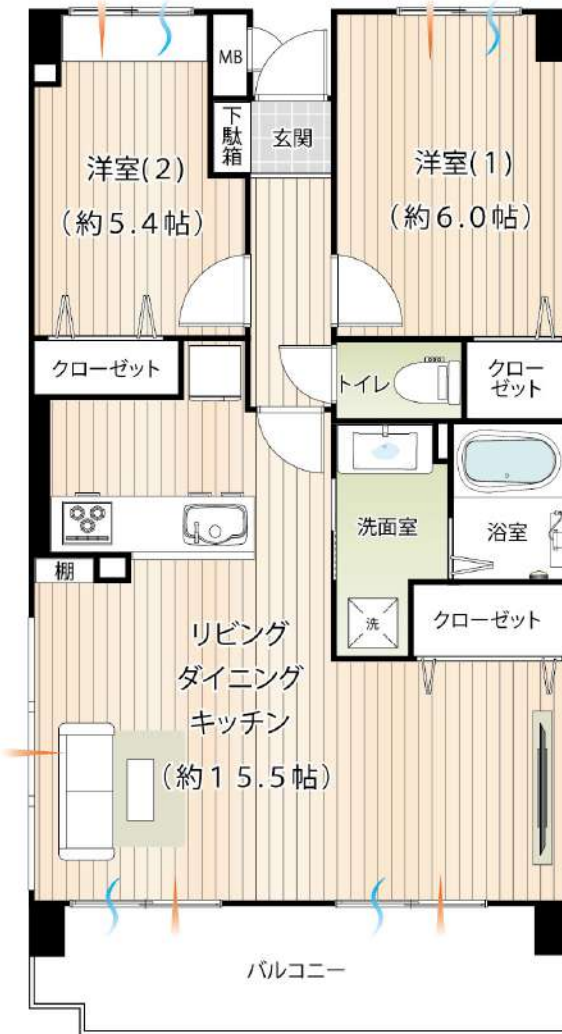 MB
下駄箱
玄関
洋室(2)
(約5.4帖)
洋室(1)
(約6.0帖)
クローゼット
トイレ
クロー
ゼット
洗面室
浴室
棚
洗
クローゼット
リビング
ダイニング
キッチン
(約15.5帖)
バルコニー